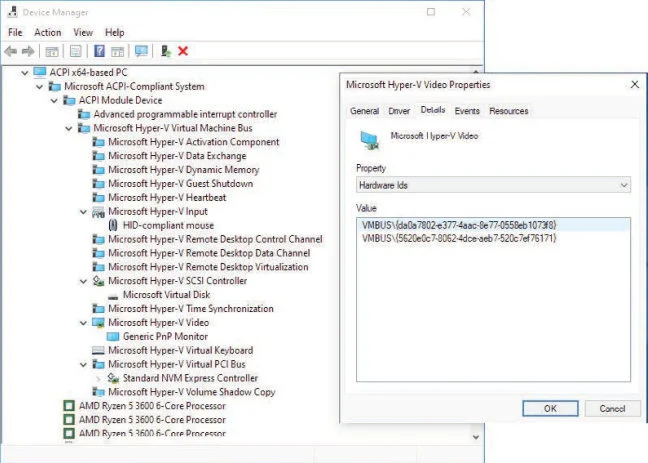 Device Manager
File Action View Help
ACPI x64-based PC
Microsoft ACPI-Compliant System
ACPI Module Device
Advanced programmable interrupt controller
Microsoft Hyper-V Virtual Machine Bus
Microsoft Hyper-V Activation Component
Microsoft Hyper-V Data Exchange
Microsoft Hyper-V Dynamic Memory
Microsoft Hyper-V Guest Shutdown
Microsoft Hyper-V Heartbeat
Microsoft Hyper-V Input
HID-compliant mouse
Microsoft Hyper-V Remote Desktop Control Channel
Microsoft Hyper-V Remote Desktop Data Channel
Microsoft Hyper-V Remote Desktop Virtualization
Microsoft Hyper-V SCSI Controller
Microsoft Virtual Disk
Microsoft Hyper-V Time Synchronization
Microsoft Hyper-V Video
Generic PnP Monitor
Microsoft Hyper-V Virtual Keyboard
Microsoft Hyper-V Virtual PCI Bus
Standard NVM Express Controller
Microsoft Hyper-V Volume Shadow Copy
AMD Ryzen 5 3600 6-Core Processor
AMD Ryzen 5 3600 6-Core Processor
AMD Ryzen 5 3600 6-Core Processor
Microsoft Hyper-V Video Properties
General Driver Details Events Resources
Microsoft Hyper-V Video
Property
Hardware Ids
Value
VMBUS\{da0a7802-e377-4aac-8e77-0558eb1073f8}
VMBUS\{5620e0c7-8062-4dce-aeb7-520c7ef76171}
OK Cancel